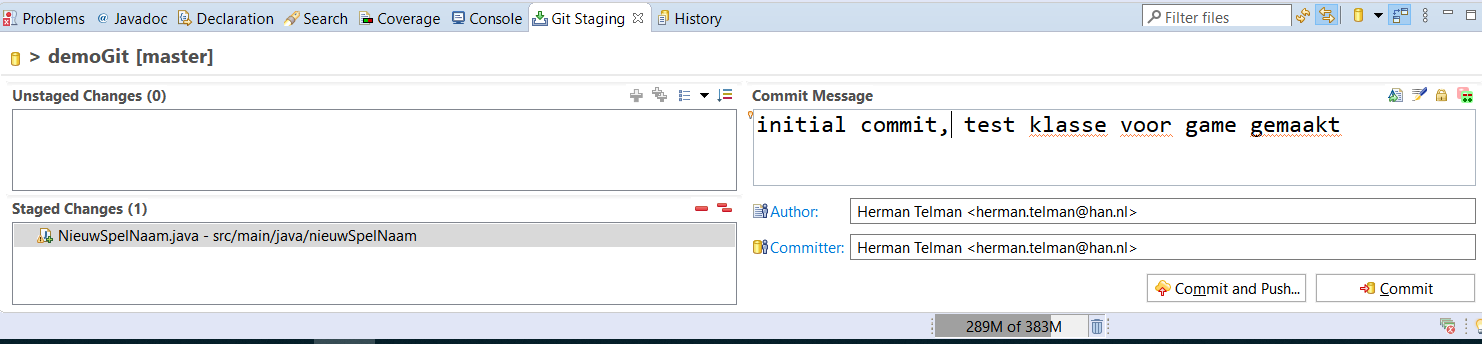 Problems @ Javadoc Declaration Search Coverage Console Git Staging History Filter files
> demoGit [master]
Unstaged Changes (0)
Commit Message
initial commit, test klasse voor game gemaakt
Staged Changes (1)
NieuwSpelNaam.java - src/main/java/nieuwSpelNaam
Author: Herman Telman <herman.telman@han.nl>
Committer: Herman Telman <herman.telman@han.nl>
Commit and Push... Commit
289M of 383M